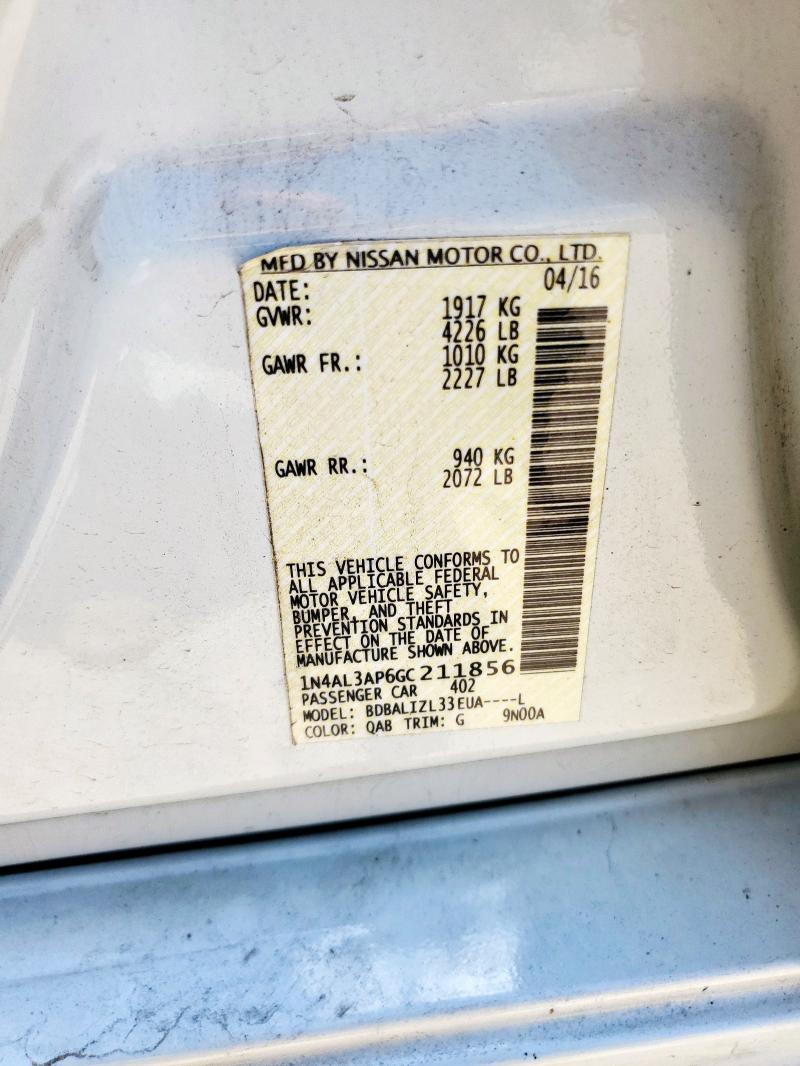 MFD BY NISSAN MOTOR CO., LTD.
DATE: 04/16
GVWR: 1917 KG
4226 LB
GAWR FR.: 1010 KG
2227 LB
GAWR RR.: 940 KG
2072 LB
THIS VEHICLE CONFORMS TO
ALL APPLICABLE FEDERAL
MOTOR VEHICLE SAFETY,
BUMPER, AND THEFT
PREVENTION STANDARDS IN
EFFECT ON THE DATE OF
MANUFACTURE SHOWN ABOVE.
1N4AL3AP6GC211856
PASSENGER CAR 402
MODEL: BDBALIZL33EUA----L
COLOR: QAB TRIM: G 9N00A